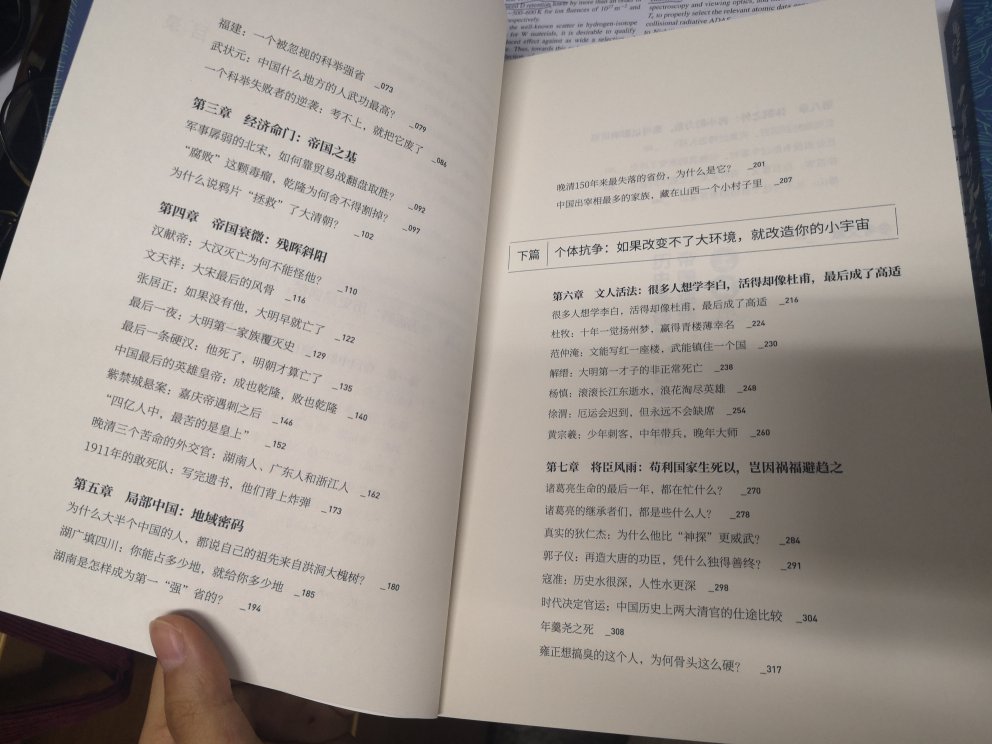 福建：一个被忽视的科举强省 _073
武状元：中国什么地方的人武功最高？ _079
一个科举失败者的逆袭：考不上，就把它废了 _086
第三章 经济命门：帝国之基
军事孱弱的北宋，如何靠贸易战翻盘取胜？ _092
“腐败”这颗毒瘤，乾隆为何舍不得割掉？ _097
为什么说鸦片“拯救”了大清朝？ _102
第四章 帝国衰微：残晖斜阳
汉献帝：大汉灭亡为何不能怪他？ _110
文天祥：大宋最后的风骨 _116
张居正：如果没有他，大明早就亡了 _122
最后一夜：大明第一家族覆灭史 _129
最后一条硬汉：他死了，明朝才算亡了 _135
中国最后的英雄皇帝：成也乾隆，败也乾隆 _140
紫禁城悬案：嘉庆帝遇刺之后 _146
“四亿人中，最苦的是皇上” _152
晚清三个苦命的外交官：湖南人、广东人和浙江人 _162
1911年的敢死队：写完遗书，他们背上炸弹 _173
第五章 局部中国：地域密码
为什么大半个中国的人，都说自己的祖先来自洪洞大槐树？ _180
湖广填四川：你能占多少地，就给你多少地 _185
湖南是怎样成为第一“强”省的？ _194
晚清150年来最失落的省份，为什么是它？ _201
中国出宰相最多的家族，藏在山西一个小村子里 _207
下篇 个体抗争：如果改变不了大环境，就改造你的小宇宙
第六章 文人活法：很多人想学李白，活得却像杜甫，最后成了高适
很多人想学李白，活得却像杜甫，最后成了高适 _216
杜牧：十年一觉扬州梦，赢得青楼薄幸名 _224
范仲淹：文能写红一座楼，武能镇住一个国 _230
解缙：大明第一才子的非正常死亡 _238
杨慎：滚滚长江东逝水，浪花淘尽英雄 _248
徐渭：厄运会迟到，但永远不会缺席 _254
黄宗羲：少年刺客，中年带兵，晚年大师 _260
第七章 将臣风雨：苟利国家生死以，岂因祸福避趋之
诸葛亮生命的最后一年，都在忙什么？ _270
诸葛亮的继承者们，都是些什么人？ _278
真实的狄仁杰：为什么他比“神探”更威武？ _284
郭子仪：再造大唐的功臣，凭什么独得善终？ _291
寇准：历史水很深，人性水更深 _298
时代决定官运：中国历史上两大清官的仕途比较 _304
年羹尧之死 _308
雍正想搞臭的这个人，为何骨头这么硬？ _317